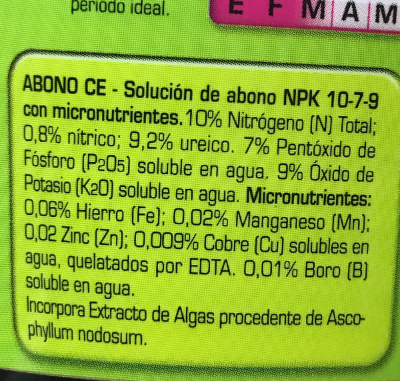 período ideal.
E F M A M
ABONO CE - Solución de abono NPK 10-7-9
con micronutrientes. 10% Nitrógeno (N) Total;
0,8% nítrico; 9,2% ureico. 7% Pentóxido de
Fósforo (P2O5) soluble en agua. 9% Óxido de
Potasio (K2O) soluble en agua. Micronutrientes:
0,06% Hierro (Fe); 0,02% Manganeso (Mn);
0,02 Zinc (Zn); 0,009% Cobre (Cu) solubles en
agua, quelatados por EDTA. 0,01% Boro (B)
soluble en agua.
Incorpora Extracto de Algas procedente de Asco-
phyllum nodosum.